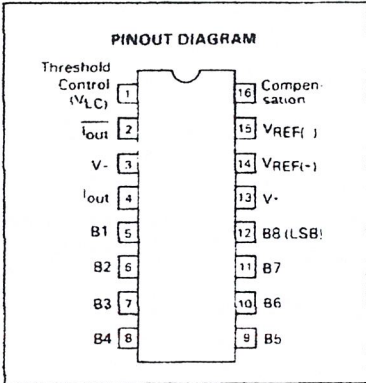 PINOUT DIAGRAM
Threshold
Control
(VLC)
1
I̅o̅u̅t̅
2
V-
3
Iout
4
B1
5
B2
6
B3
7
B4
8
16
Compen-
sation
15
VREF( )
14
VREF(-)
13
V-
12
B8 (LSB)
11
B7
10
B6
9
B5